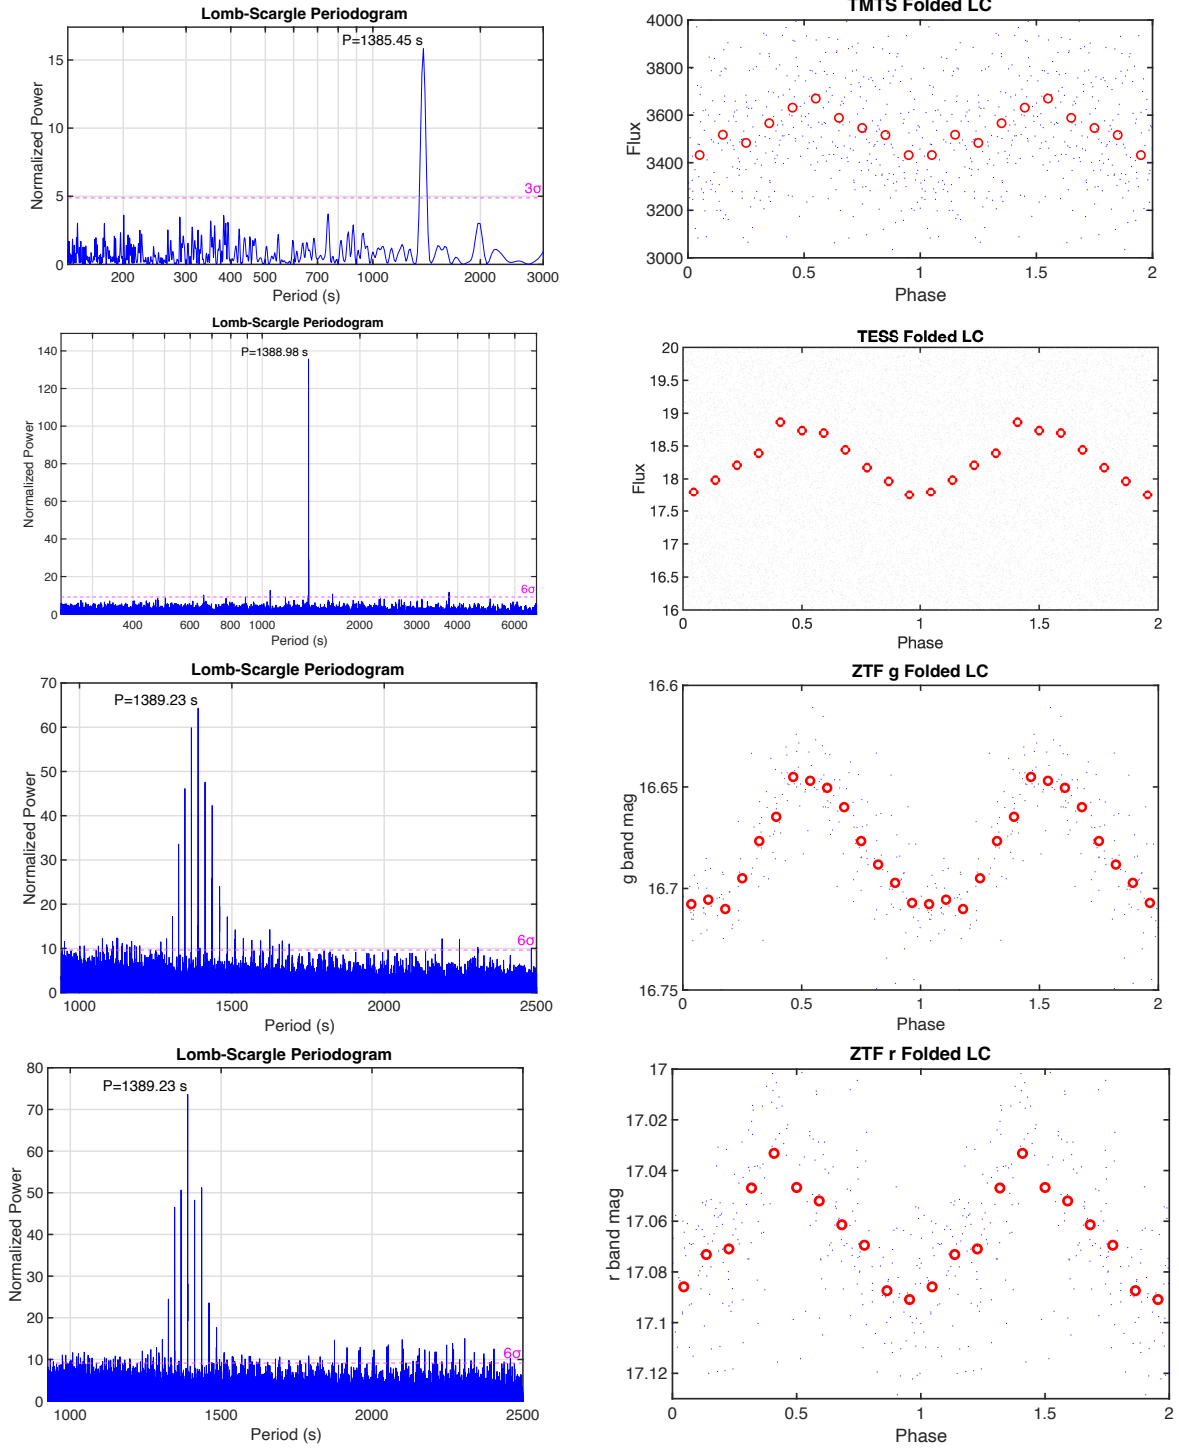 Lomb-Scargle Periodogram
P=1385.45 s
3σ
Normalized Power
15
10
5
0
200 300 400 500 700 1000 2000 3000
Period (s)
TMTS Folded LC
Flux
4000
3800
3600
3400
3200
3000
0 0.5 1 1.5 2
Phase
Lomb-Scargle Periodogram
P=1388.98 s
6σ
Normalized Power
140
120
100
80
60
40
20
0
400 600 800 1000 2000 3000 4000 6000
Period (s)
TESS Folded LC
Flux
20
19.5
19
18.5
18
17.5
17
16.5
16
0 0.5 1 1.5 2
Phase
Lomb-Scargle Periodogram
P=1389.23 s
6σ
Normalized Power
70
60
50
40
30
20
10
0
1000 1500 2000 2500
Period (s)
ZTF g Folded LC
g band mag
16.6
16.65
16.7
16.75
0 0.5 1 1.5 2
Phase
Lomb-Scargle Periodogram
P=1389.23 s
6σ
Normalized Power
80
70
60
50
40
30
20
10
0
1000 1500 2000 2500
Period (s)
ZTF r Folded LC
r band mag
17
17.02
17.04
17.06
17.08
17.1
17.12
0 0.5 1 1.5 2
Phase